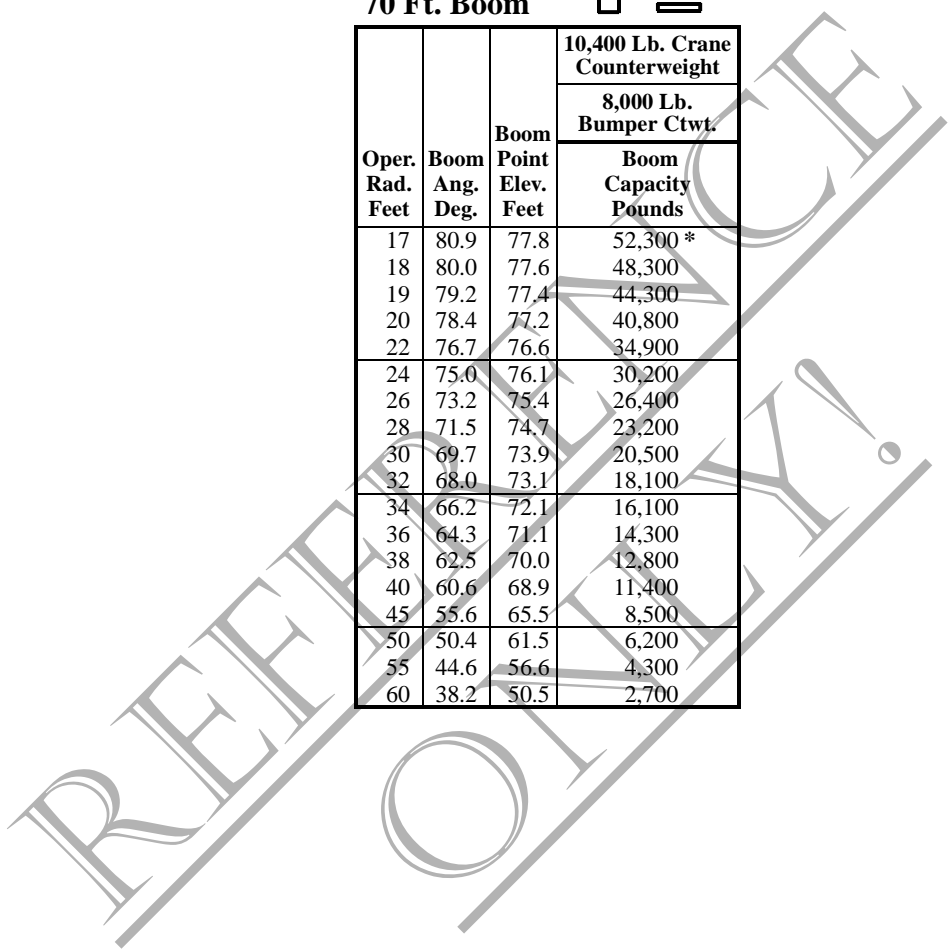 70 Ft. Boom
10,400 Lb. Crane
Counterweight
8,000 Lb.
Bumper Ctwt.
Oper. Rad. Feet | Boom Ang. Deg. | Boom Point Elev. Feet | Boom Capacity Pounds
17 80.9 77.8 52,300 *
18 80.0 77.6 48,300
19 79.2 77.4 44,300
20 78.4 77.2 40,800
22 76.7 76.6 34,900
24 75.0 76.1 30,200
26 73.2 75.4 26,400
28 71.5 74.7 23,200
30 69.7 73.9 20,500
32 68.0 73.1 18,100
34 66.2 72.1 16,100
36 64.3 71.1 14,300
38 62.5 70.0 12,800
40 60.6 68.9 11,400
45 55.6 65.5 8,500
50 50.4 61.5 6,200
55 44.6 56.6 4,300
60 38.2 50.5 2,700
REFERENCE
ONLY!